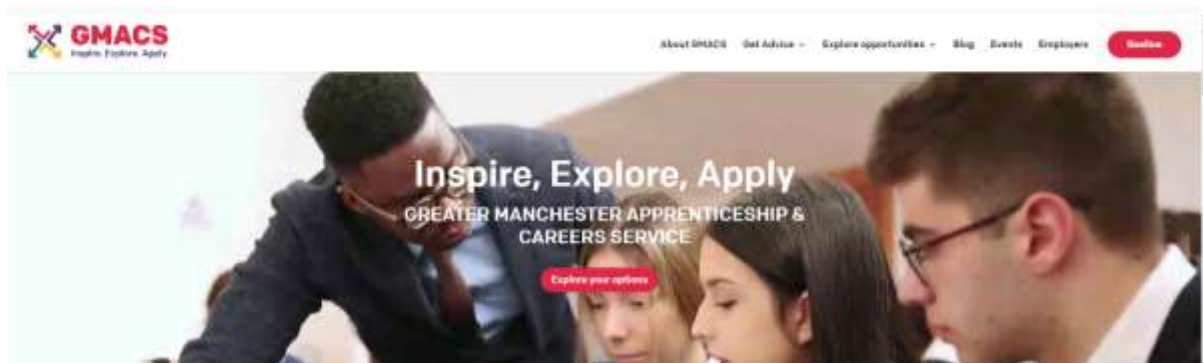 GMACS
Inspire. Explore. Apply.
About GMACS Get Advice Explore opportunities Blog Events Employers Beeline
Inspire, Explore, Apply
GREATER MANCHESTER APPRENTICESHIP &
CAREERS SERVICE
Explore your options